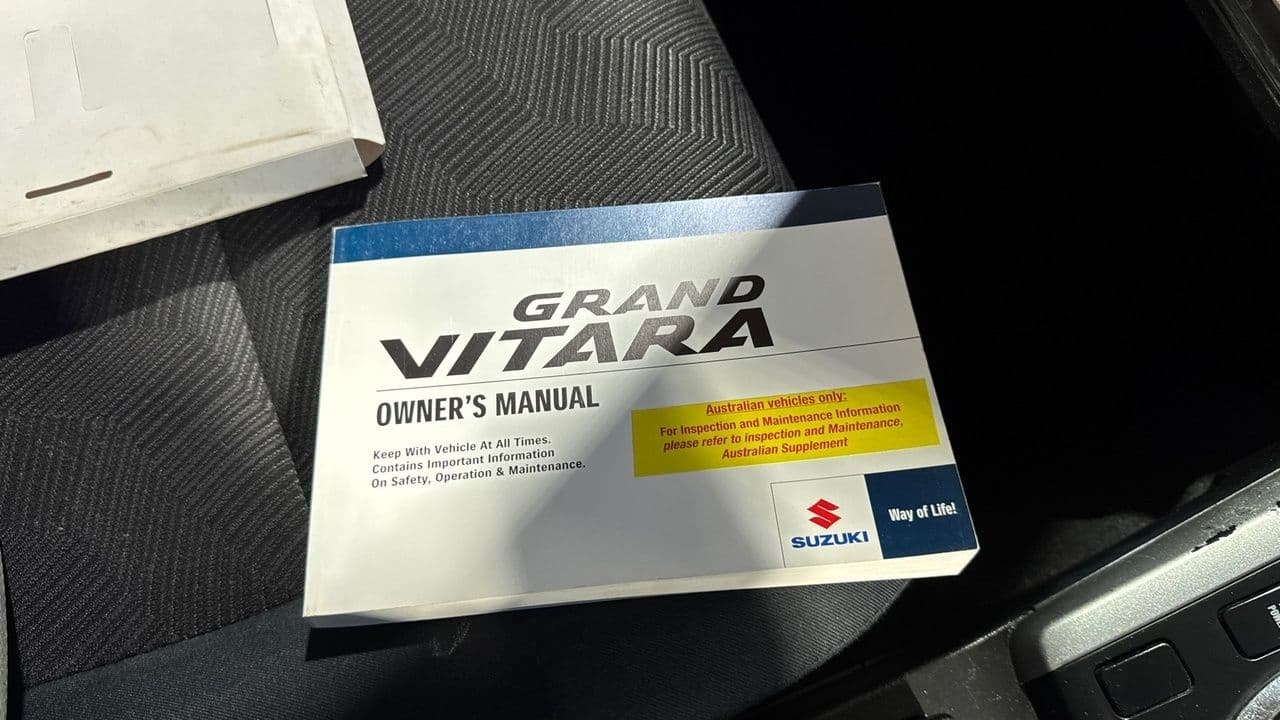 GRAND
VITARA
OWNER'S MANUAL
Keep With Vehicle At All Times.
Contains Important Information
On Safety, Operation & Maintenance.
Australian vehicles only:
For Inspection and Maintenance Information
please refer to inspection and Maintenance,
Australian Supplement
SUZUKI
Way of Life!